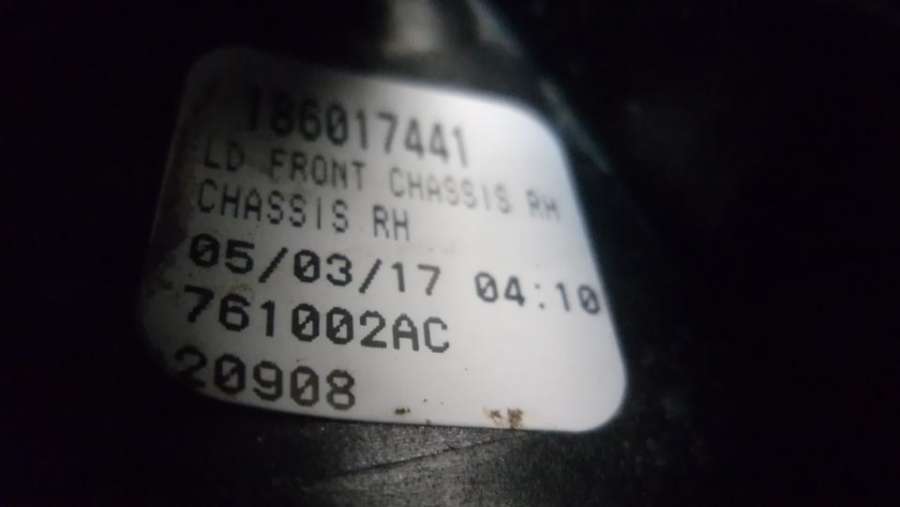 186017441
LD FRONT CHASSIS RH
CHASSIS RH
05/03/17 04:10
761002AC
20908